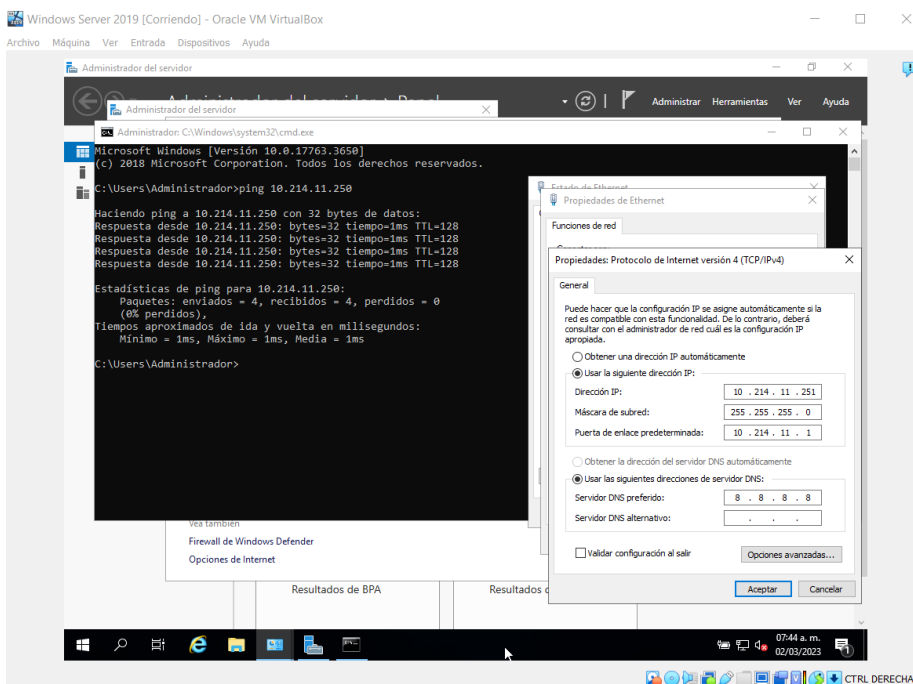 Windows Server 2019 [Corriendo] - Oracle VM VirtualBox
Archivo Máquina Ver Entrada Dispositivos Ayuda
Administrador del servidor
Administrar Herramientas Ver Ayuda
Administrador del servidor
Administrador: C:\Windows\system32\cmd.exe
Microsoft Windows [Versión 10.0.17763.3650]
(c) 2018 Microsoft Corporation. Todos los derechos reservados.
C:\Users\Administrador>ping 10.214.11.250
Haciendo ping a 10.214.11.250 con 32 bytes de datos:
Respuesta desde 10.214.11.250: bytes=32 tiempo=1ms TTL=128
Respuesta desde 10.214.11.250: bytes=32 tiempo=1ms TTL=128
Respuesta desde 10.214.11.250: bytes=32 tiempo=1ms TTL=128
Respuesta desde 10.214.11.250: bytes=32 tiempo=1ms TTL=128
Estadísticas de ping para 10.214.11.250:
Paquetes: enviados = 4, recibidos = 4, perdidos = 0
(0% perdidos),
Tiempos aproximados de ida y vuelta en milisegundos:
Mínimo = 1ms, Máximo = 1ms, Media = 1ms
C:\Users\Administrador>
Estado de Ethernet
Propiedades de Ethernet
Funciones de red
Propiedades: Protocolo de Internet versión 4 (TCP/IPv4)
General
Puede hacer que la configuración IP se asigne automáticamente si la
red es compatible con esta funcionalidad. De lo contrario, deberá
consultar con el administrador de red cuál es la configuración IP
apropiada.
Obtener una dirección IP automáticamente
Usar la siguiente dirección IP:
Dirección IP: 10 . 214 . 11 . 251
Máscara de subred: 255 . 255 . 255 . 0
Puerta de enlace predeterminada: 10 . 214 . 11 . 1
Obtener la dirección del servidor DNS automáticamente
Usar las siguientes direcciones de servidor DNS:
Servidor DNS preferido: 8 . 8 . 8 . 8
Servidor DNS alternativo: . . .
Validar configuración al salir
Opciones avanzadas...
Aceptar Cancelar
Vea también
Firewall de Windows Defender
Opciones de Internet
Resultados de BPA
Resultados
07:44 a. m.
02/03/2023
1
CTRL DERECHA